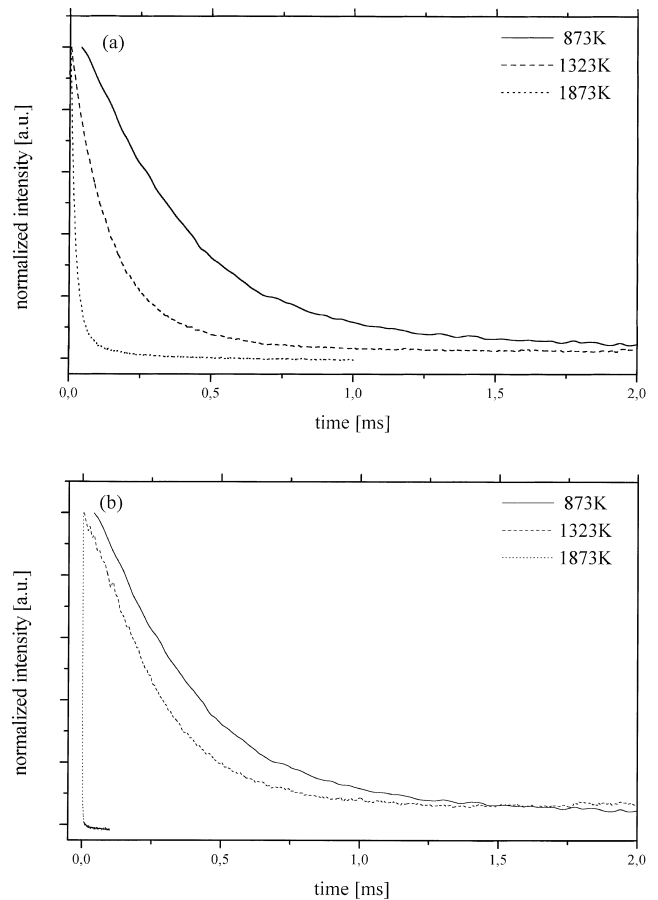 (a)
873K
1323K
1873K
normalized intensity [a.u.]
0,0 0,5 1,0 1,5 2,0
time [ms]
(b)
873K
1323K
1873K
normalized intensity [a.u.]
0,0 0,5 1,0 1,5 2,0
time [ms]